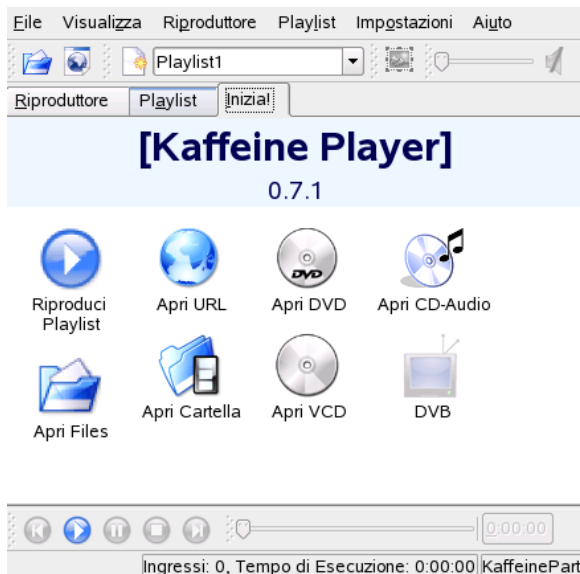 File Visualizza Riproduttore Playlist Impostazioni Aiuto
Playlist1
Riproduttore Playlist Inizia!
[Kaffeine Player]
0.7.1
Riproduci Playlist
Apri URL
DVD
Apri DVD
Apri CD-Audio
Apri Files
Apri Cartella
Apri VCD
DVB
0:00:00
Ingressi: 0, Tempo di Esecuzione: 0:00:00 KaffeinePart